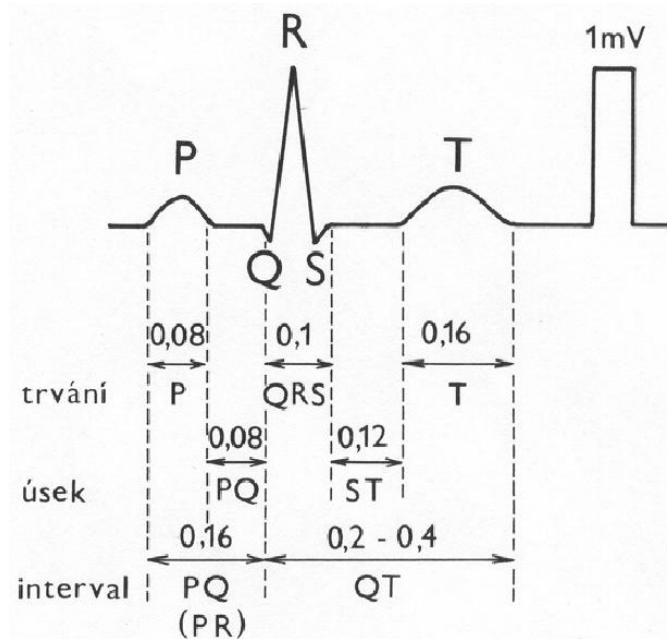 R 1mV
P T
Q S
0,08 0,1 0,16
trvání P QRS T
0,08 0,12
úsek PQ ST
0,16 0,2 - 0,4
interval PQ QT
(PR)